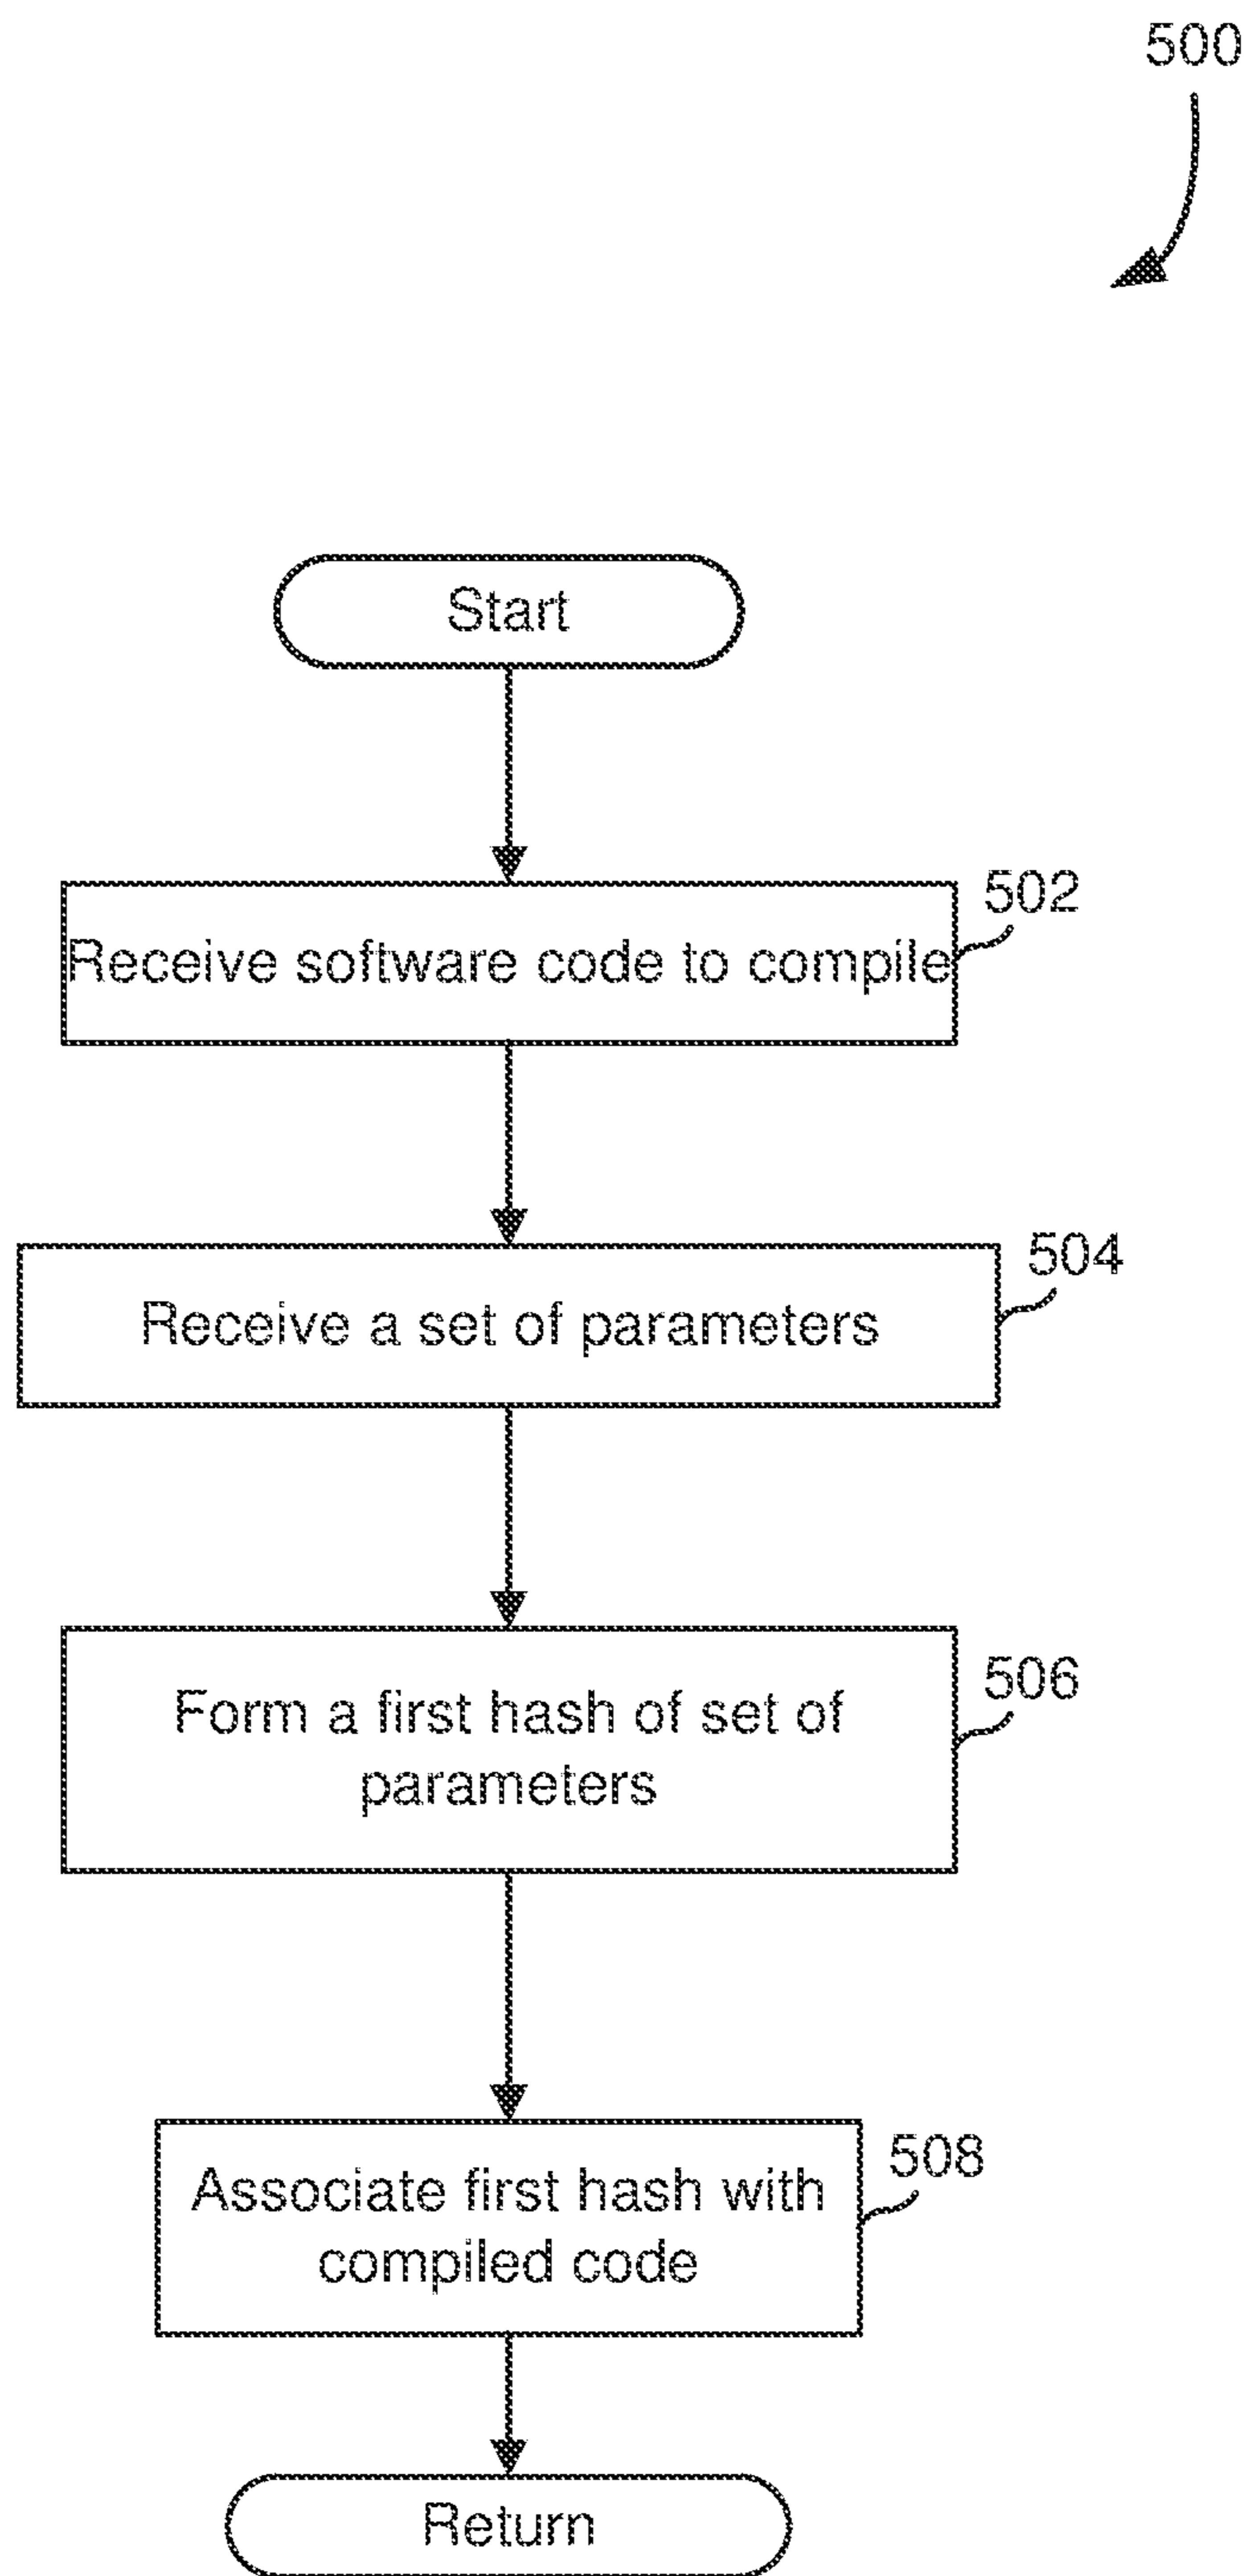 500
Start
Receive software code to compile
502
Receive a set of parameters
504
Form a first hash of set of
parameters
506
Associate first hash with
compiled code
508
Return